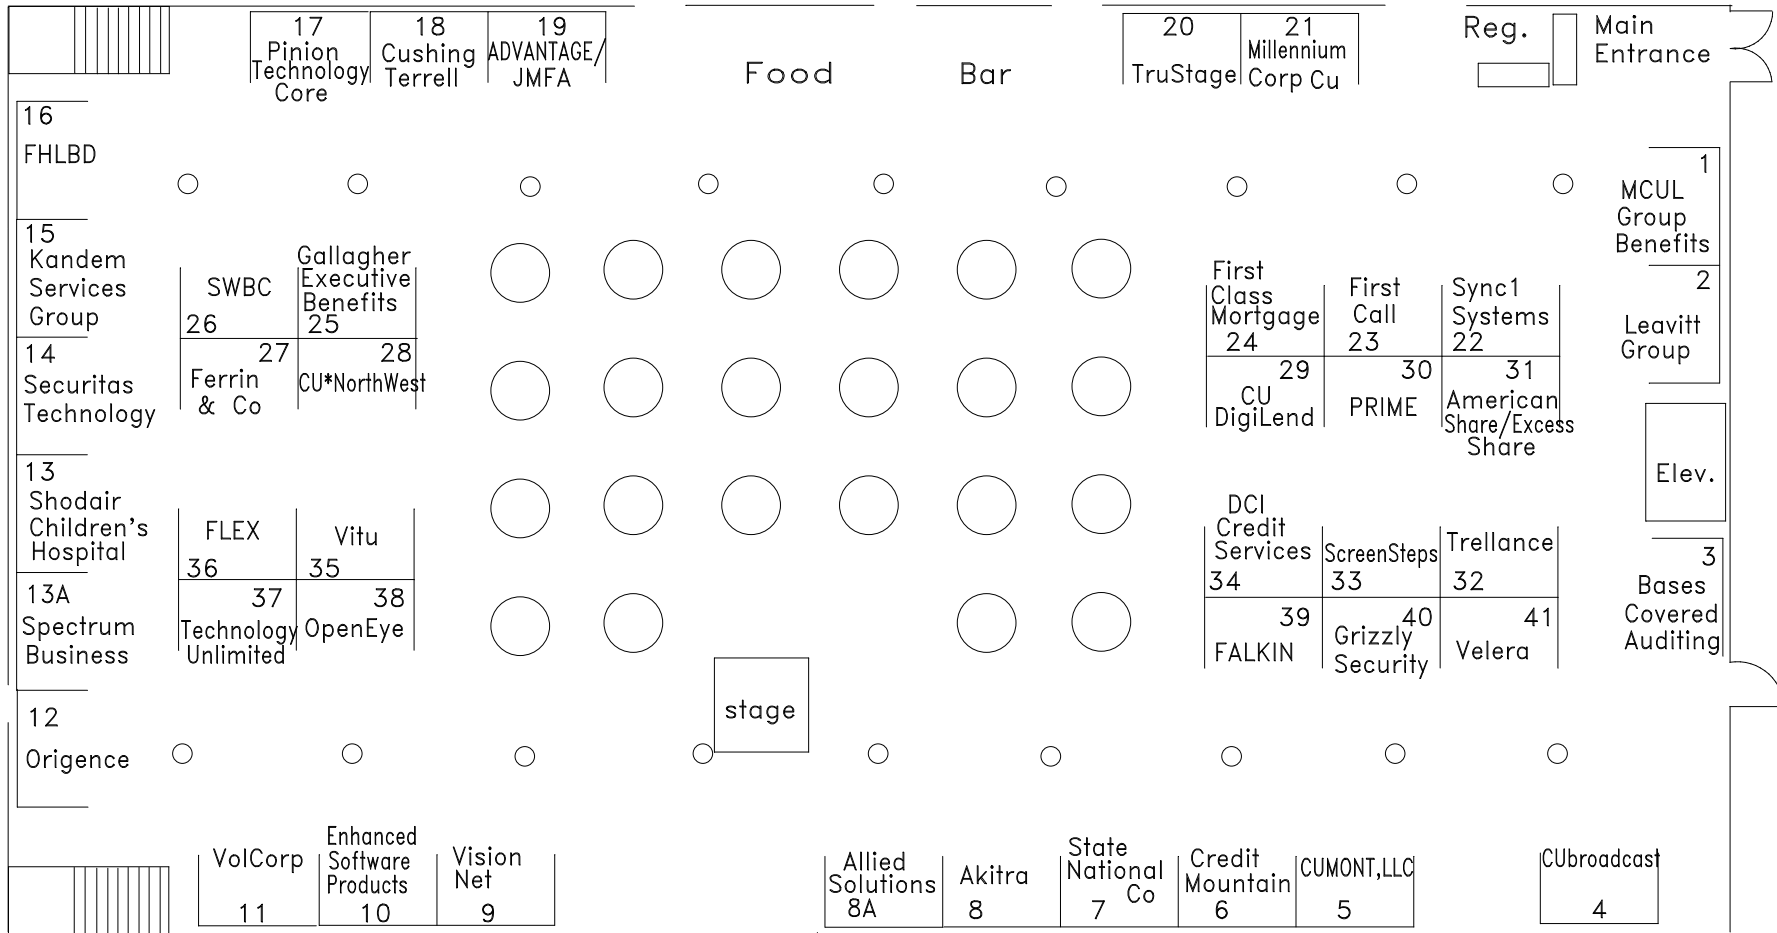 17
Pinion
Technology
Core
18
Cushing
Terrell
19
ADVANTAGE/
JMFA
Food
Bar
20
TruStage
21
Millennium
Corp Cu
Reg.
Main
Entrance
16
FHLBD
15
Kandem
Services
Group
14
Securitas
Technology
13
Shodair
Children's
Hospital
13A
Spectrum
Business
12
Origence
SWBC
26
Gallagher
Executive
Benefits
25
27
Ferrin
& Co
28
CU*NorthWest
FLEX
36
Vitu
35
37
Technology
Unlimited
38
OpenEye
stage
First
Class
Mortgage
24
First
Call
23
Sync1
Systems
22
29
CU
DigiLend
30
PRIME
31
American
Share/Excess
Share
DCI
Credit
Services
34
ScreenSteps
33
Trellance
32
39
FALKIN
40
Grizzly
Security
41
Velera
1
MCUL
Group
Benefits
2
Leavitt
Group
Elev.
3
Bases
Covered
Auditing
VolCorp
11
Enhanced
Software
Products
10
Vision
Net
9
Allied
Solutions
8A
Akitra
8
State
National
Co
7
Credit
Mountain
6
CUMONT,LLC
5
CUbroadcast
4